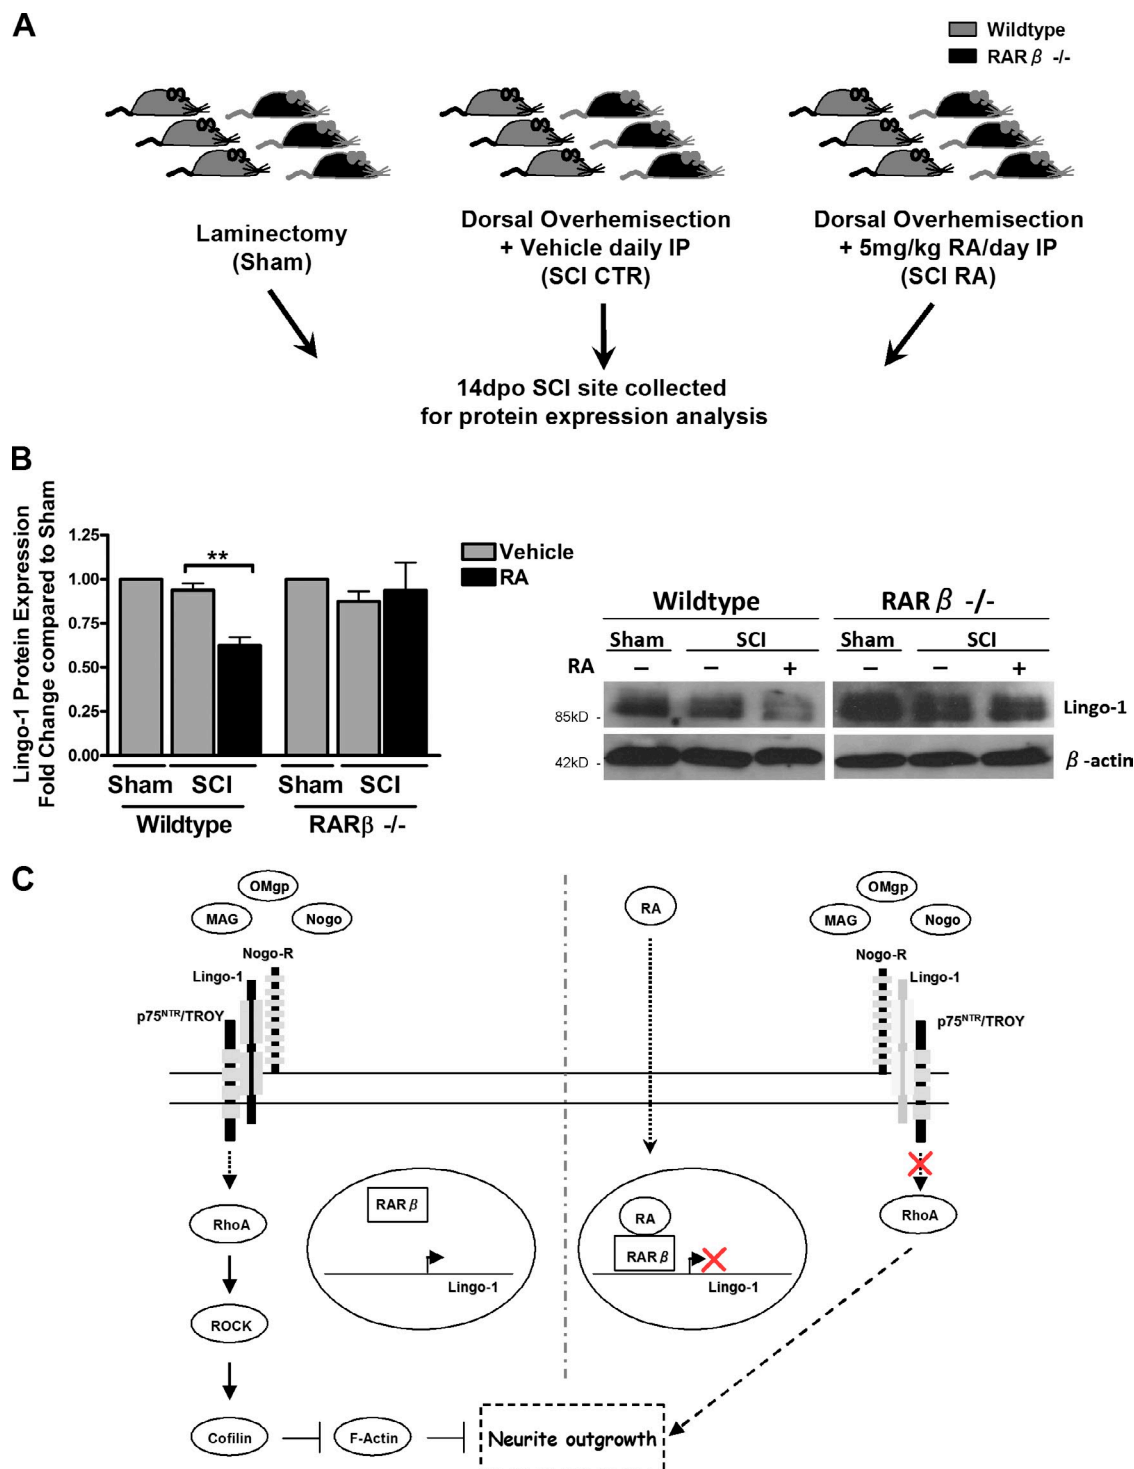 A
Wildtype
RAR β -/-
Laminectomy
(Sham)
Dorsal Overhemisection
+ Vehicle daily IP
(SCI CTR)
Dorsal Overhemisection
+ 5mg/kg RA/day IP
(SCI RA)
14dpo SCI site collected
for protein expression analysis
B
Lingo-1 Protein Expression
Fold Change compared to Sham
1.25
1.00
0.75
0.50
0.25
0.00
**
Sham
SCI
Sham
SCI
Wildtype
RARβ -/-
Vehicle
RA
Wildtype
RAR β -/-
Sham
SCI
Sham
SCI
RA
– – + – – +
85kD -
Lingo-1
42kD -
β -actin
C
OMgp
MAG
Nogo
Nogo-R
Lingo-1
p75NTR/TROY
RhoA
ROCK
Cofilin
F-Actin
Neurite outgrowth
RAR β
Lingo-1
RA
RA
RAR β
Lingo-1
OMgp
MAG
Nogo
Nogo-R
Lingo-1
p75NTR/TROY
RhoA